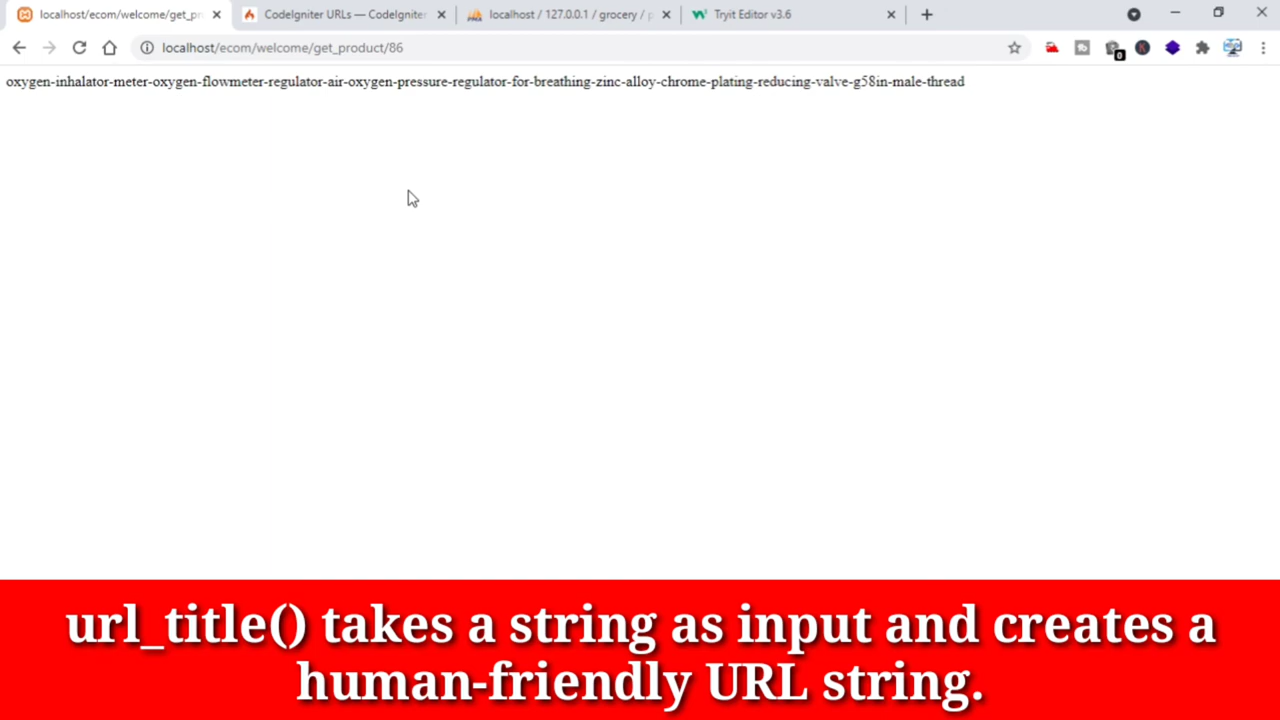 localhost/ecom/welcome/get_pr
CodeIgniter URLs — CodeIgniter
localhost / 127.0.0.1 / grocery / p
Tryit Editor v3.6
localhost/ecom/welcome/get_product/86
0
oxygen-inhalator-meter-oxygen-flowmeter-regulator-air-oxygen-pressure-regulator-for-breathing-zinc-alloy-chrome-plating-reducing-valve-g58in-male-thread
url_title() takes a string as input and creates a
human-friendly URL string.